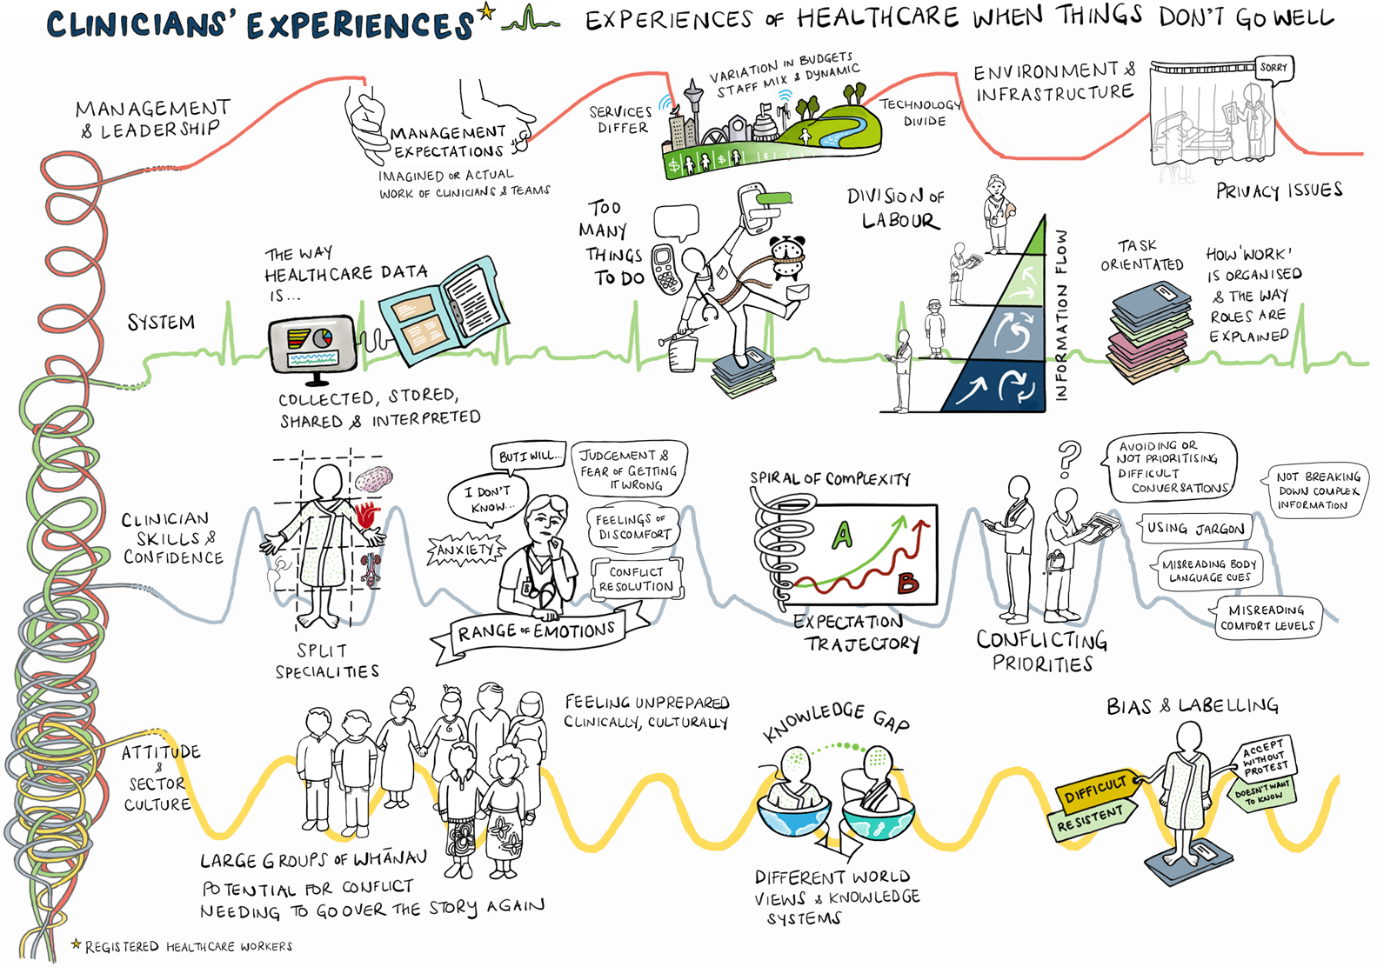 CLINICIANS' EXPERIENCES*
EXPERIENCES OF HEALTHCARE WHEN THINGS DON'T GO WELL
MANAGEMENT
& LEADERSHIP
MANAGEMENT
EXPECTATIONS
IMAGINED OR ACTUAL
WORK OF CLINICIANS & TEAMS
SERVICES
DIFFER
VARIATION IN BUDGETS
STAFF MIX & DYNAMIC
$ $ $
TECHNOLOGY
DIVIDE
ENVIRONMENT &
INFRASTRUCTURE
SORRY
PRIVACY ISSUES
SYSTEM
THE WAY
HEALTHCARE DATA
IS...
COLLECTED, STORED,
SHARED & INTERPRETED
TOO
MANY
THINGS
TO DO
DIVISION OF
LABOUR
INFORMATION FLOW
TASK
ORIENTATED
HOW 'WORK'
IS ORGANISED
& THE WAY
ROLES ARE
EXPLAINED
CLINICIAN
SKILLS &
CONFIDENCE
SPLIT
SPECIALITIES
BUT I WILL...
I DON'T
KNOW...
ANXIETY
JUDGEMENT &
FEAR OF GETTING
IT WRONG
FEELINGS OF
DISCOMFORT
CONFLICT
RESOLUTION
RANGE OF EMOTIONS
SPIRAL OF COMPLEXITY
A
B
EXPECTATION
TRAJECTORY
?
CONFLICTING
PRIORITIES
AVOIDING OR
NOT PRIORITISING
DIFFICULT
CONVERSATIONS
NOT BREAKING
DOWN COMPLEX
INFORMATION
USING JARGON
MISREADING BODY
LANGUAGE CUES
MISREADING
COMFORT LEVELS
ATTITUDE
&
SECTOR
CULTURE
LARGE GROUPS OF WHĀNAU
POTENTIAL FOR CONFLICT
NEEDING TO GO OVER THE STORY AGAIN
FEELING UNPREPARED
CLINICALLY, CULTURALLY
KNOWLEDGE GAP
DIFFERENT WORLD
VIEWS & KNOWLEDGE
SYSTEMS
BIAS & LABELLING
DIFFICULT
RESISTENT
ACCEPT
WITHOUT
PROTEST
DOESN'T WANT
TO KNOW
* REGISTERED HEALTHCARE WORKERS